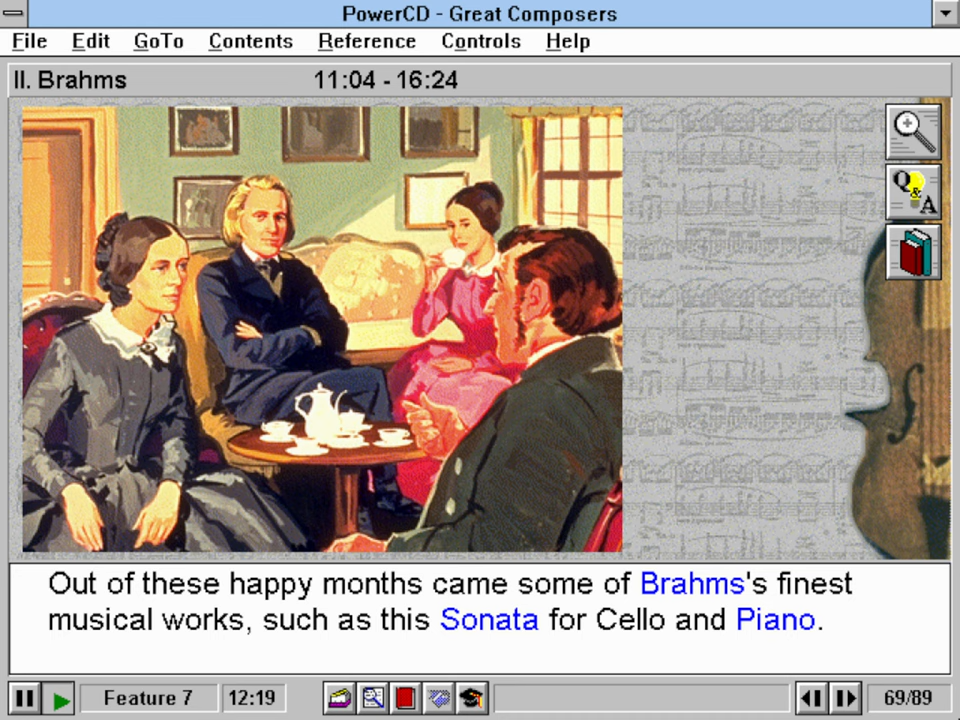 PowerCD - Great Composers
File Edit GoTo Contents Reference Controls Help
II. Brahms 11:04 - 16:24
Q & A
Out of these happy months came some of Brahms's finest
musical works, such as this Sonata for Cello and Piano.
Feature 7 12:19 69/89